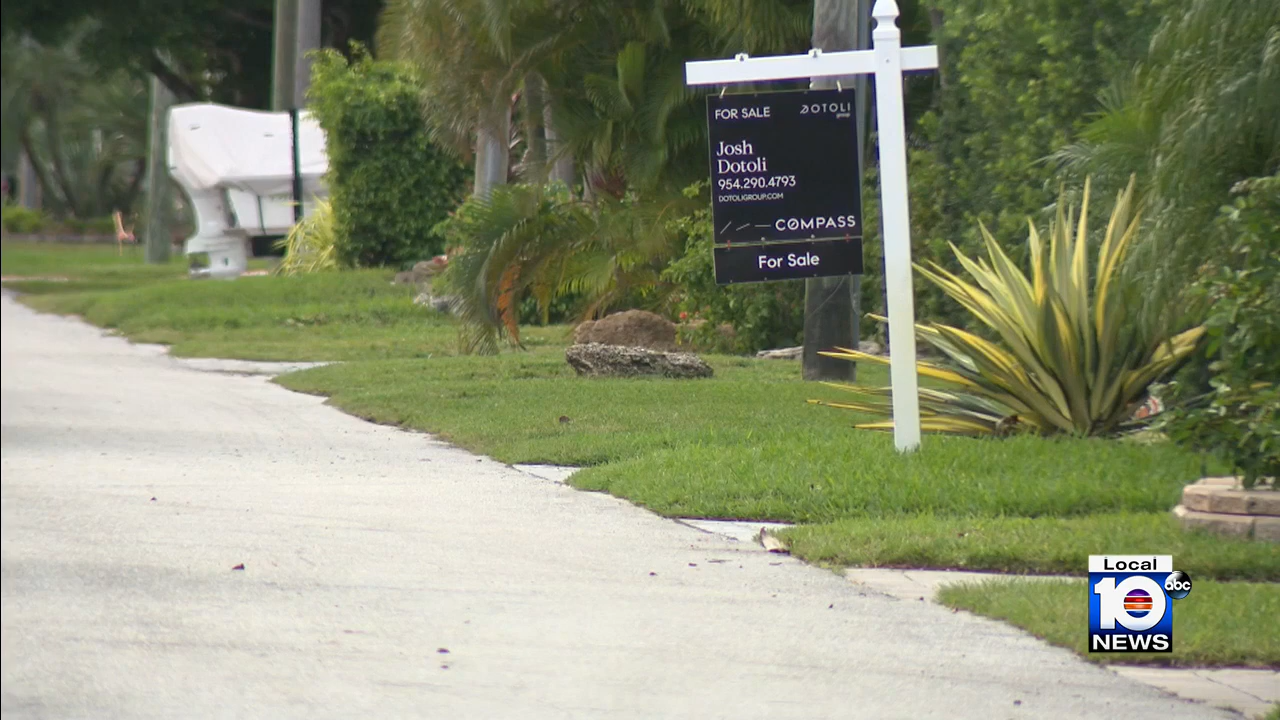 FOR SALE
DOTOLI
group
Josh
Dotoli
954.290.4793
DOTOLIGROUP.COM
COMPASS
For Sale
Local
10
abc
NEWS